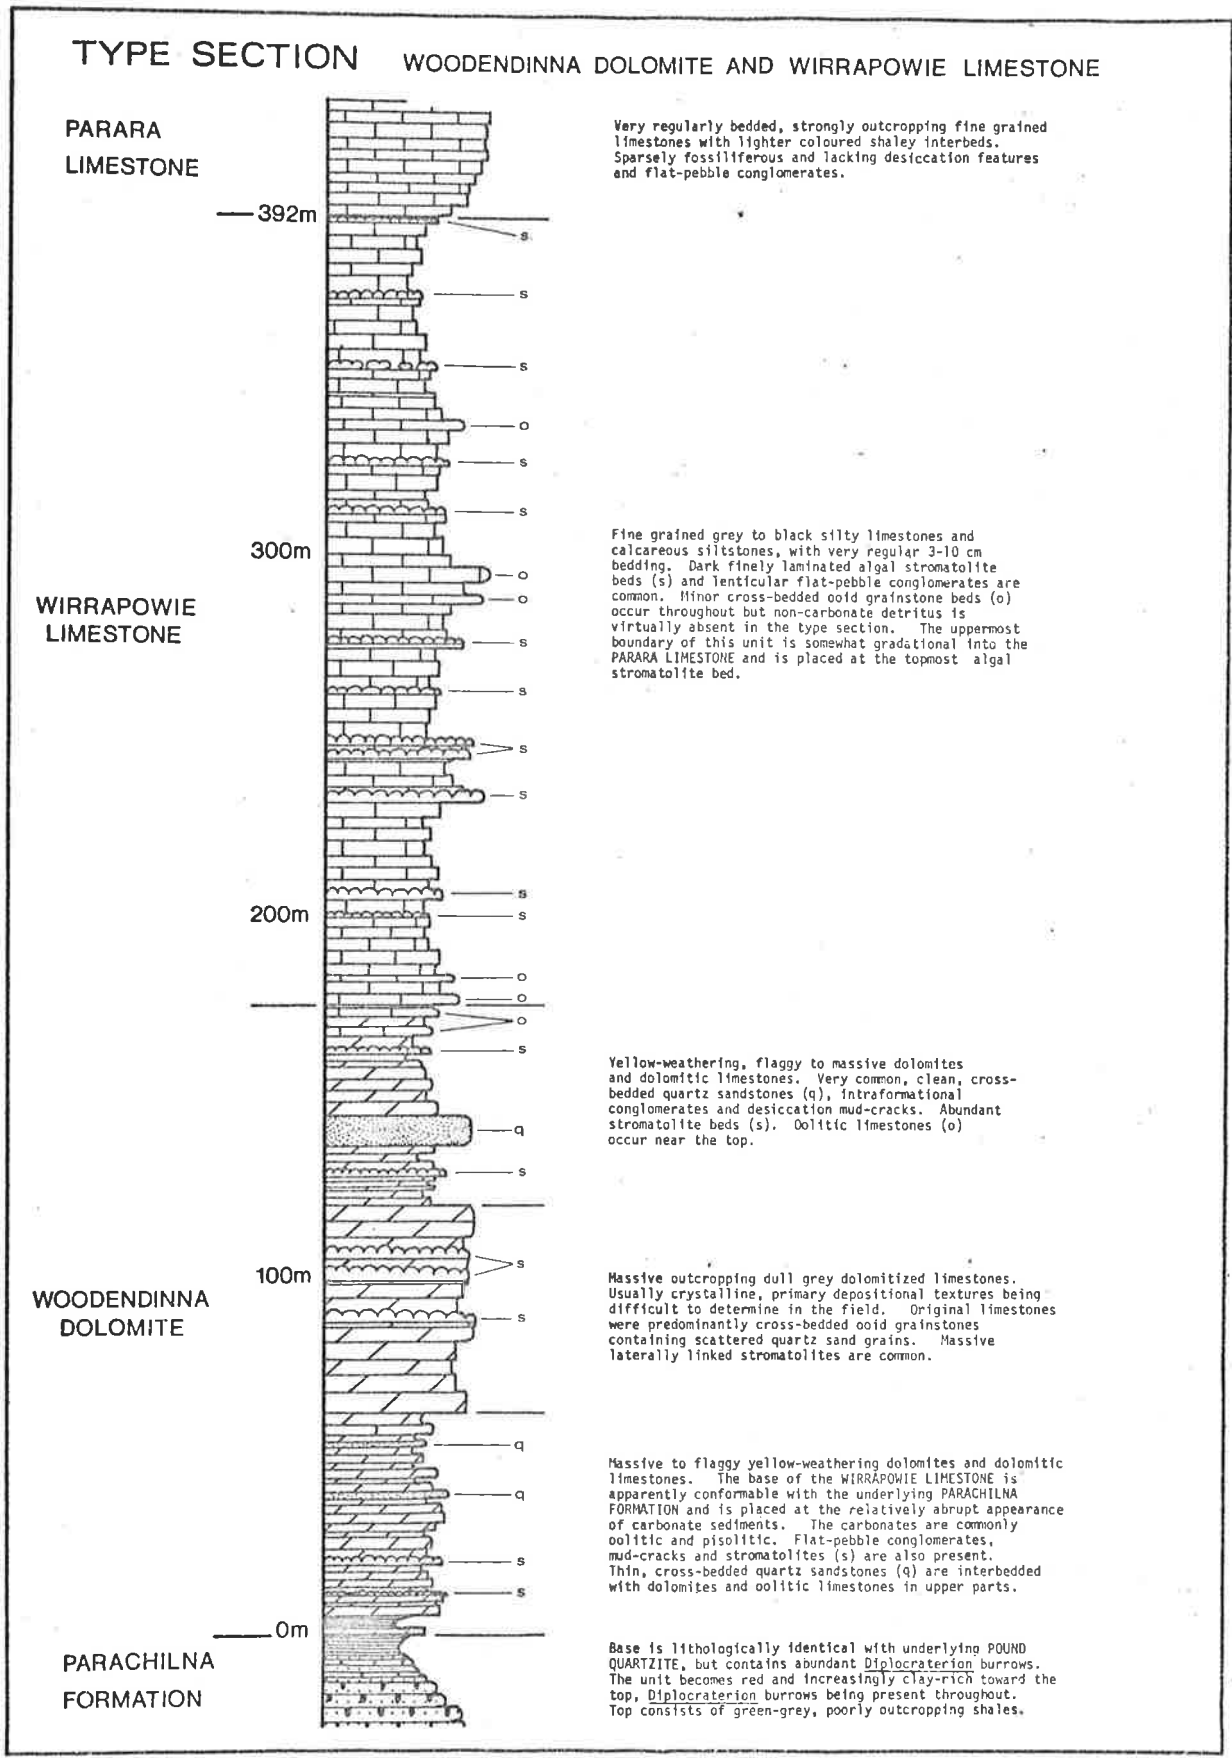 TYPE SECTION WOODENDINNA DOLOMITE AND WIRRAPOWIE LIMESTONE
PARARA
LIMESTONE
Very regularly bedded, strongly outcropping fine grained
limestones with lighter coloured shaley interbeds.
Sparsely fossiliferous and lacking desiccation features
and flat-pebble conglomerates.
392m
s
s
s
o
s
s
300m
o
o
WIRRAPOWIE
LIMESTONE
Fine grained grey to black silty limestones and
calcareous siltstones, with very regular 3-10 cm
bedding. Dark finely laminated algal stromatolite
beds (s) and lenticular flat-pebble conglomerates are
common. Minor cross-bedded ooid grainstone beds (o)
occur throughout but non-carbonate detritus is
virtually absent in the type section. The uppermost
boundary of this unit is somewhat gradational into the
PARARA LIMESTONE and is placed at the topmost algal
stromatolite bed.
s
s
s
s
s
200m
s
o
o
o
s
Yellow-weathering, flaggy to massive dolomites
and dolomitic limestones. Very common, clean, cross-
bedded quartz sandstones (q), intraformational
conglomerates and desiccation mud-cracks. Abundant
stromatolite beds (s). Oolitic limestones (o)
occur near the top.
q
s
100m
s
WOODENDINNA
DOLOMITE
s
Massive outcropping dull grey dolomitized limestones.
Usually crystalline, primary depositional textures being
difficult to determine in the field. Original limestones
were predominantly cross-bedded ooid grainstones
containing scattered quartz sand grains. Massive
laterally linked stromatolites are common.
q
q
s
s
Massive to flaggy yellow-weathering dolomites and dolomitic
limestones. The base of the WIRRAPOWIE LIMESTONE is
apparently conformable with the underlying PARACHILNA
FORMATION and is placed at the relatively abrupt appearance
of carbonate sediments. The carbonates are commonly
oolitic and pisolitic. Flat-pebble conglomerates,
mud-cracks and stromatolites (s) are also present.
Thin, cross-bedded quartz sandstones (q) are interbedded
with dolomites and oolitic limestones in upper parts.
0m
PARACHILNA
FORMATION
Base is lithologically identical with underlying POUND
QUARTZITE, but contains abundant Diplocraterion burrows.
The unit becomes red and increasingly clay-rich toward the
top, Diplocraterion burrows being present throughout.
Top consists of green-grey, poorly outcropping shales.